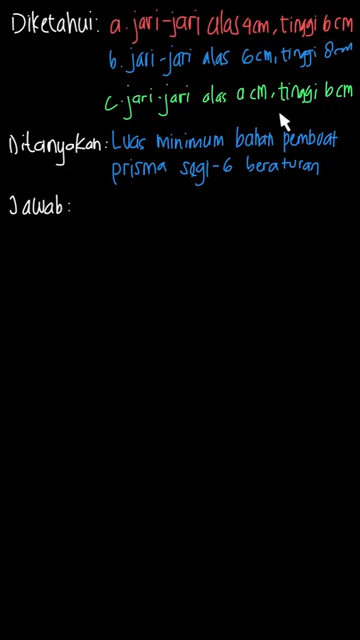 Diketahui: a. jari-jari alas 4cm, tinggi 6cm
b. jari-jari alas 6cm, tinggi 8cm
c. jari-jari alas a cm, tinggi b cm
Ditanyakan: Luas minimum bahan pembuat
prisma segi-6 beraturan
Jawab: